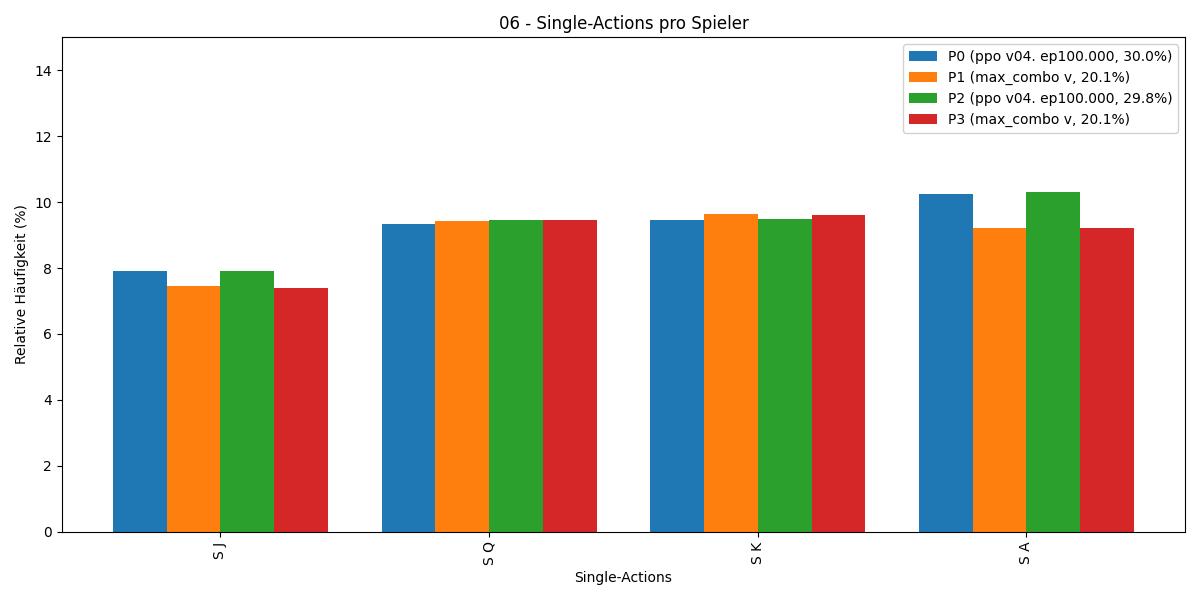 06 - Single-Actions pro Spieler
P0 (ppo v04. ep100.000, 30.0%)
P1 (max_combo v, 20.1%)
P2 (ppo v04. ep100.000, 29.8%)
P3 (max_combo v, 20.1%)
Relative Häufigkeit (%)
14
12
10
8
6
4
2
0
S J
S Q
S K
S A
Single-Actions